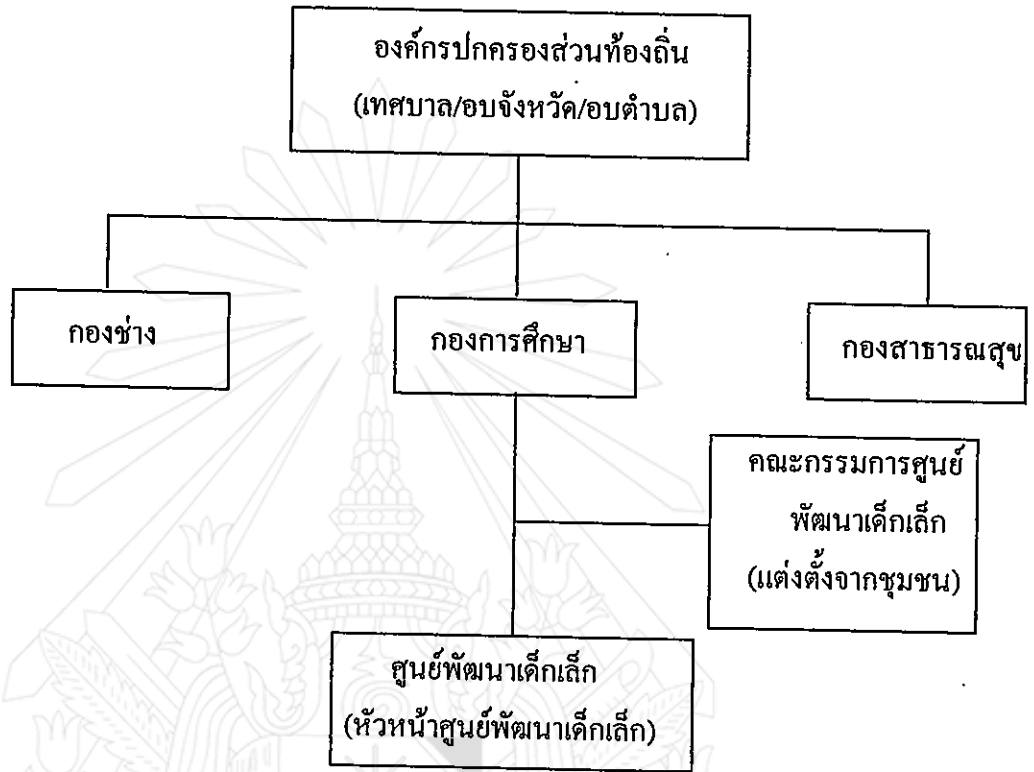 องค์กรปกครองส่วนท้องถิ่น
(เทศบาล/อบจังหวัด/อบตำบล)
กองช่าง
กองการศึกษา
กองสาธารณสุข
คณะกรรมการศูนย์
พัฒนาเด็กเล็ก
(แต่งตั้งจากชุมชน)
ศูนย์พัฒนาเด็กเล็ก
(หัวหน้าศูนย์พัฒนาเด็กเล็ก)